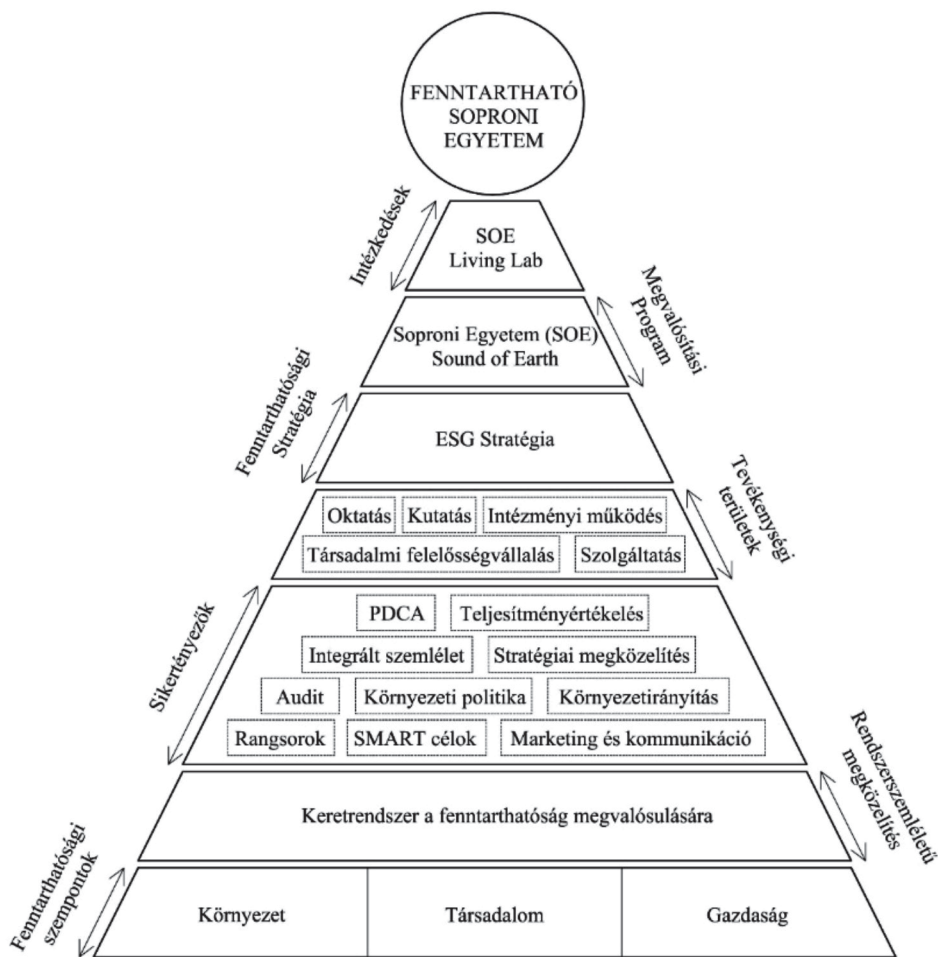 FENNTARTHATÓ
SOPRONI
EGYETEM
Intézkedések
SOE
Living Lab
Megvalósítási
Program
Soproni Egyetem (SOE)
Sound of Earth
Fenntarthatósági
Stratégia
ESG Stratégia
Tevékenységi
területek
Oktatás Kutatás Intézményi működés
Társadalmi felelősségvállalás Szolgáltatás
Sikertényezők
PDCA Teljesítményértékelés
Integrált szemlélet Stratégiai megközelítés
Audit Környezeti politika Környezetirányítás
Rangsorok SMART célok Marketing és kommunikáció
Rendszerszemléletű
megközelítés
Keretrendszer a fenntarthatóság megvalósulására
Fenntarthatósági
szempontok
Környezet Társadalom Gazdaság